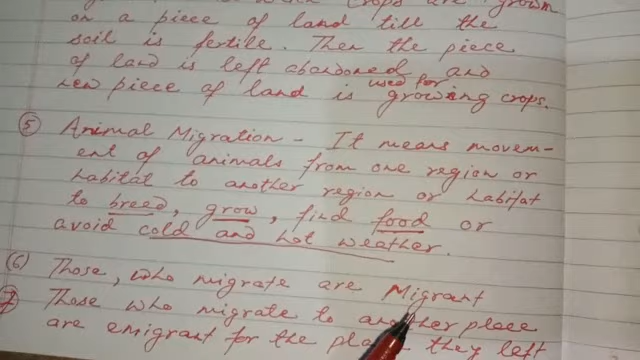 crops are grown
on a piece of land till the
soil is fertile. Then the piece
of land is left abandoned and
new piece of land is used for growing crops.
(5) Animal Migration - It means movem-
ent of animals from one region or
habitat to another region or habitat
to breed, grow, find food or
avoid cold and hot weather.
(6) Those, who migrate are Migrant
(7) Those who migrate to another place
are emigrant for the place they left